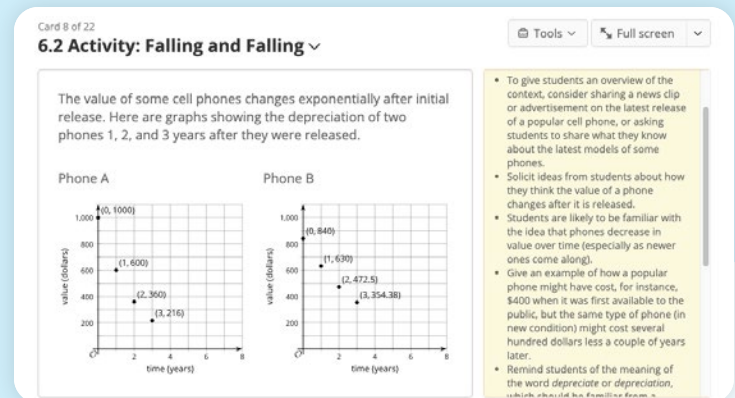 Card 8 of 22
6.2 Activity: Falling and Falling
Tools
Full screen
The value of some cell phones changes exponentially after initial
release. Here are graphs showing the depreciation of two
phones 1, 2, and 3 years after they were released.
Phone A
value (dollars)
1,000
800
600
400
200
(0, 1000)
(1, 600)
(2, 360)
(3, 216)
O
2
4
6
8
time (years)
Phone B
value (dollars)
1,000
800
600
400
200
(0, 840)
(1, 630)
(2, 472.5)
(3, 354.38)
O
2
4
6
8
time (years)
• To give students an overview of the
context, consider sharing a news clip
or advertisement on the latest release
of a popular cell phone, or asking
students to share what they know
about the latest models of some
phones.
• Solicit ideas from students about how
they think the value of a phone
changes after it is released.
• Students are likely to be familiar with
the idea that phones decrease in
value over time (especially as newer
ones come along).
• Give an example of how a popular
phone might have cost, for instance,
$400 when it was first available to the
public, but the same type of phone (in
new condition) might cost several
hundred dollars less a couple of years
later.
• Remind students of the meaning of
the word depreciate or depreciation,
which should be familiar from a